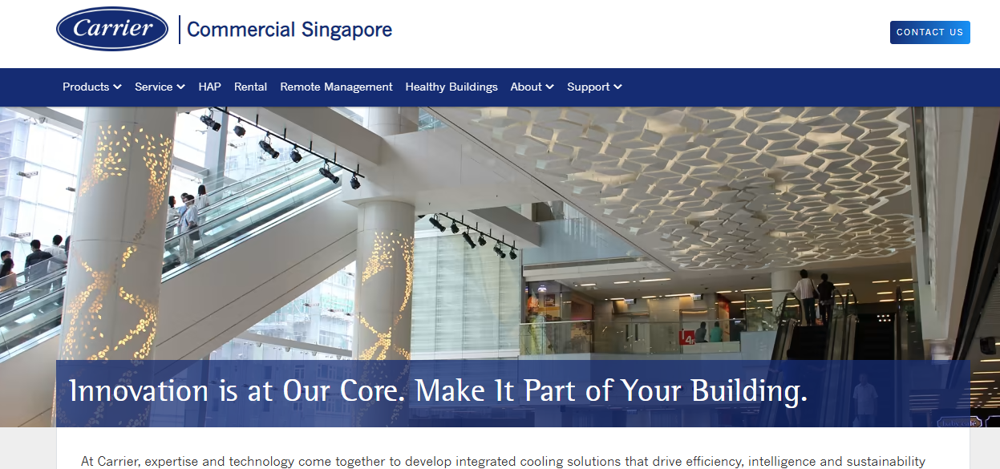 Carrier
Commercial Singapore
CONTACT US
Products Service HAP Rental Remote Management Healthy Buildings About Support
4F
Innovation is at Our Core. Make It Part of Your Building.
At Carrier, expertise and technology come together to develop integrated cooling solutions that drive efficiency, intelligence and sustainability